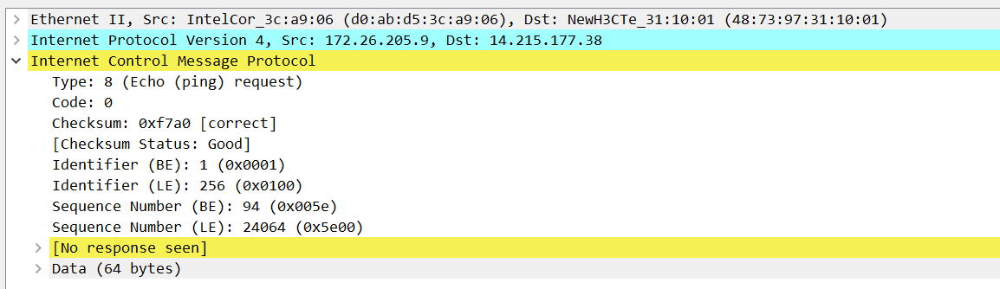 Ethernet II, Src: IntelCor_3c:a9:06 (d0:ab:d5:3c:a9:06), Dst: NewH3CTe_31:10:01 (48:73:97:31:10:01)
Internet Protocol Version 4, Src: 172.26.205.9, Dst: 14.215.177.38
Internet Control Message Protocol
Type: 8 (Echo (ping) request)
Code: 0
Checksum: 0xf7a0 [correct]
[Checksum Status: Good]
Identifier (BE): 1 (0x0001)
Identifier (LE): 256 (0x0100)
Sequence Number (BE): 94 (0x005e)
Sequence Number (LE): 24064 (0x5e00)
[No response seen]
Data (64 bytes)